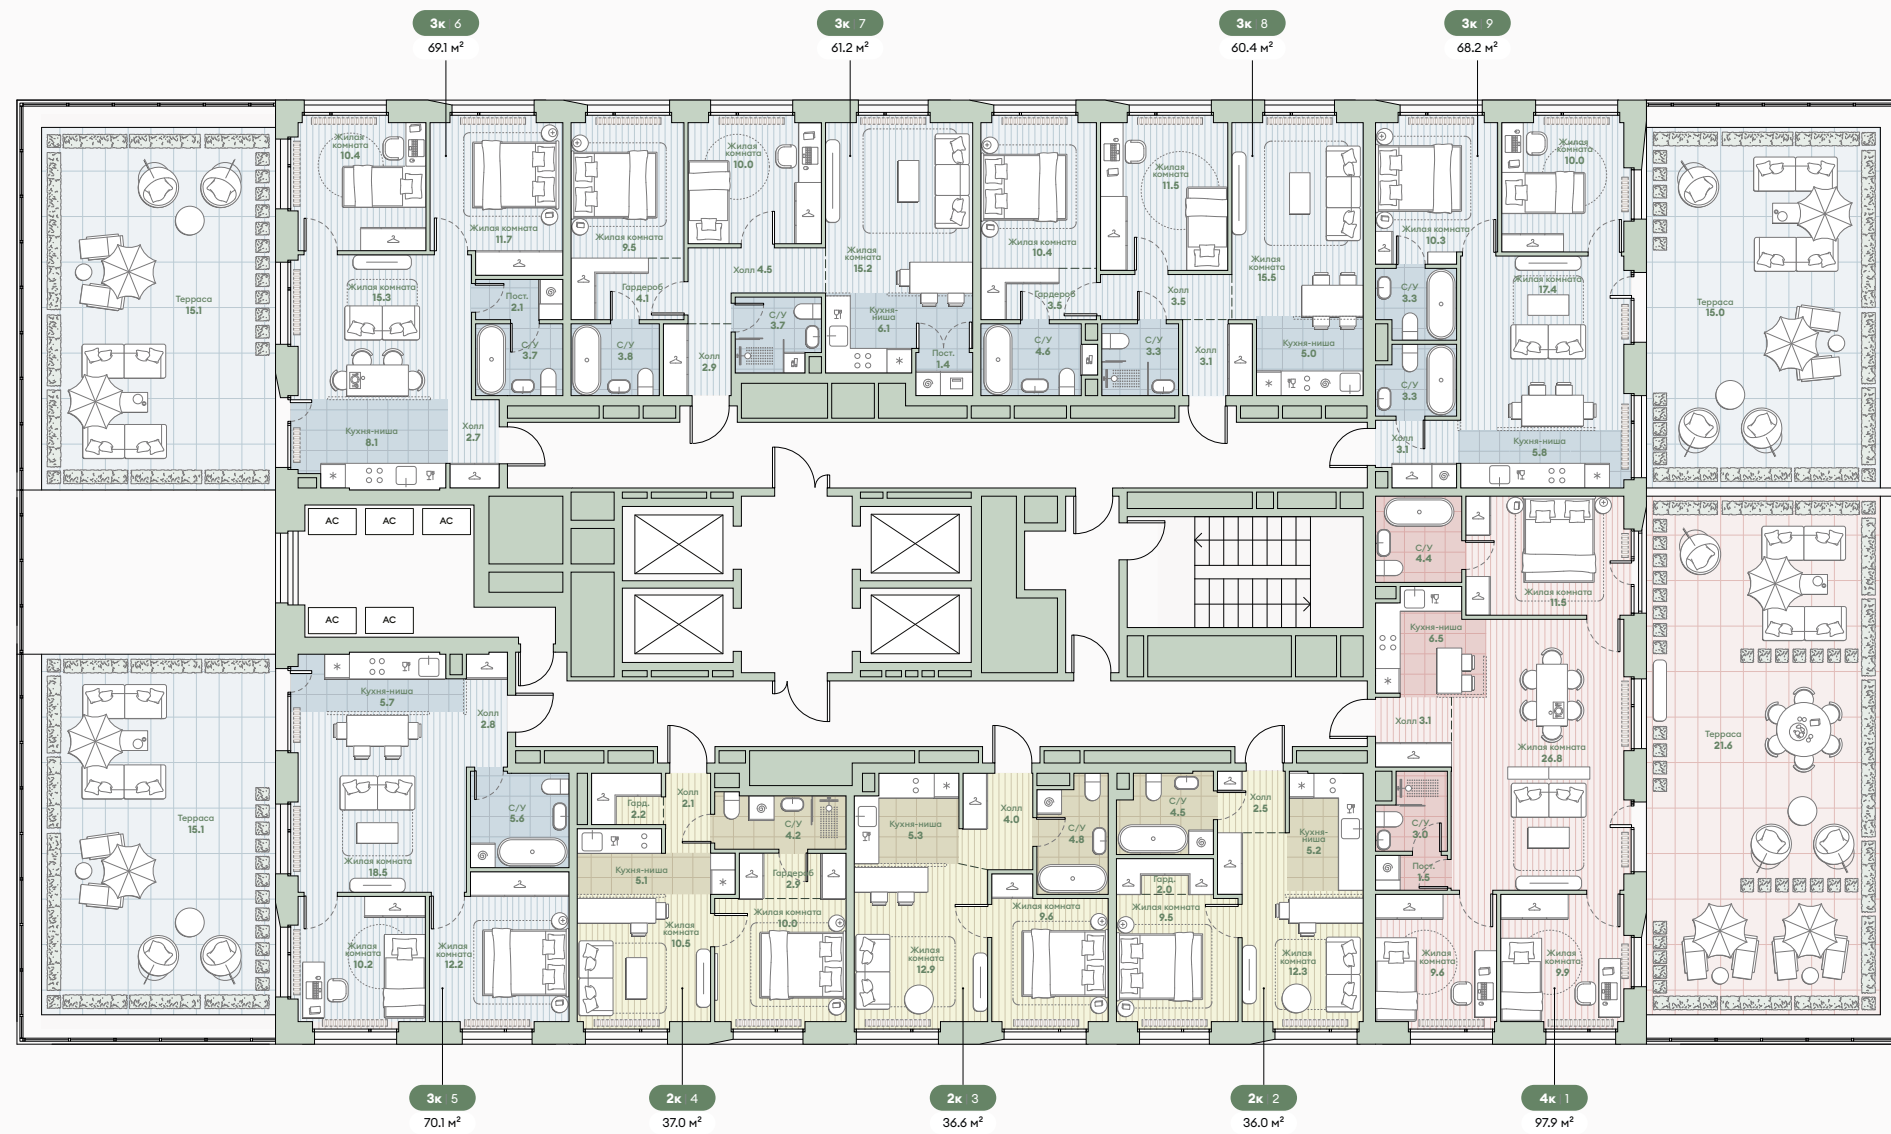 3к 6
69.1 м²
3к 7
61.2 м²
3к 8
60.4 м²
3к 9
68.2 м²
Терраса
15.1
Жилая
комната
10.4
Жилая комната
11.7
Жилая комната
15.3
Пост.
2.1
С/У
3.7
Кухня-ниша
8.1
Холл
2.7
Жилая комната
9.5
Гардероб
4.1
С/У
3.8
Жилая
комната
10.0
Холл 4.5
Холл
2.9
С/У
3.7
Жилая
комната
15.2
Кухня-
ниша
6.1
Пост.
1.4
Жилая комната
10.4
Гардероб
3.5
С/У
4.6
Жилая
комната
11.5
Холл
3.5
С/У
3.3
Холл
3.1
Жилая
комната
15.5
Кухня-ниша
5.0
Жилая комната
10.3
С/У
3.3
С/У
3.3
Холл
3.1
Жилая
комната
10.0
Жилая комната
17.4
Кухня-ниша
5.8
Терраса
15.0
AC
AC
AC
AC
AC
С/У
4.4
Жилая комната
11.5
Кухня-ниша
6.5
Холл 3.1
Жилая комната
26.8
С/У
3.0
Пост.
1.5
Жилая
комната
9.6
Жилая
комната
9.9
Терраса
21.6
Терраса
15.1
Кухня-ниша
5.7
Холл
2.8
С/У
5.6
Жилая комната
18.5
Жилая
комната
10.2
Жилая
комната
12.2
Гард.
2.2
Холл
2.1
С/У
4.2
Кухня-ниша
5.1
Гардероб
2.9
Жилая
комната
10.5
Жилая комната
10.0
Кухня-ниша
5.3
Холл
4.0
С/У
4.8
Жилая
комната
12.9
Жилая комната
9.6
С/У
4.5
Холл
2.5
Кухня-
ниша
5.2
Гард.
2.0
Жилая комната
9.5
Жилая
комната
12.3
3к 5
70.1 м²
2к 4
37.0 м²
2к 3
36.6 м²
2к 2
36.0 м²
4к 1
97.9 м²